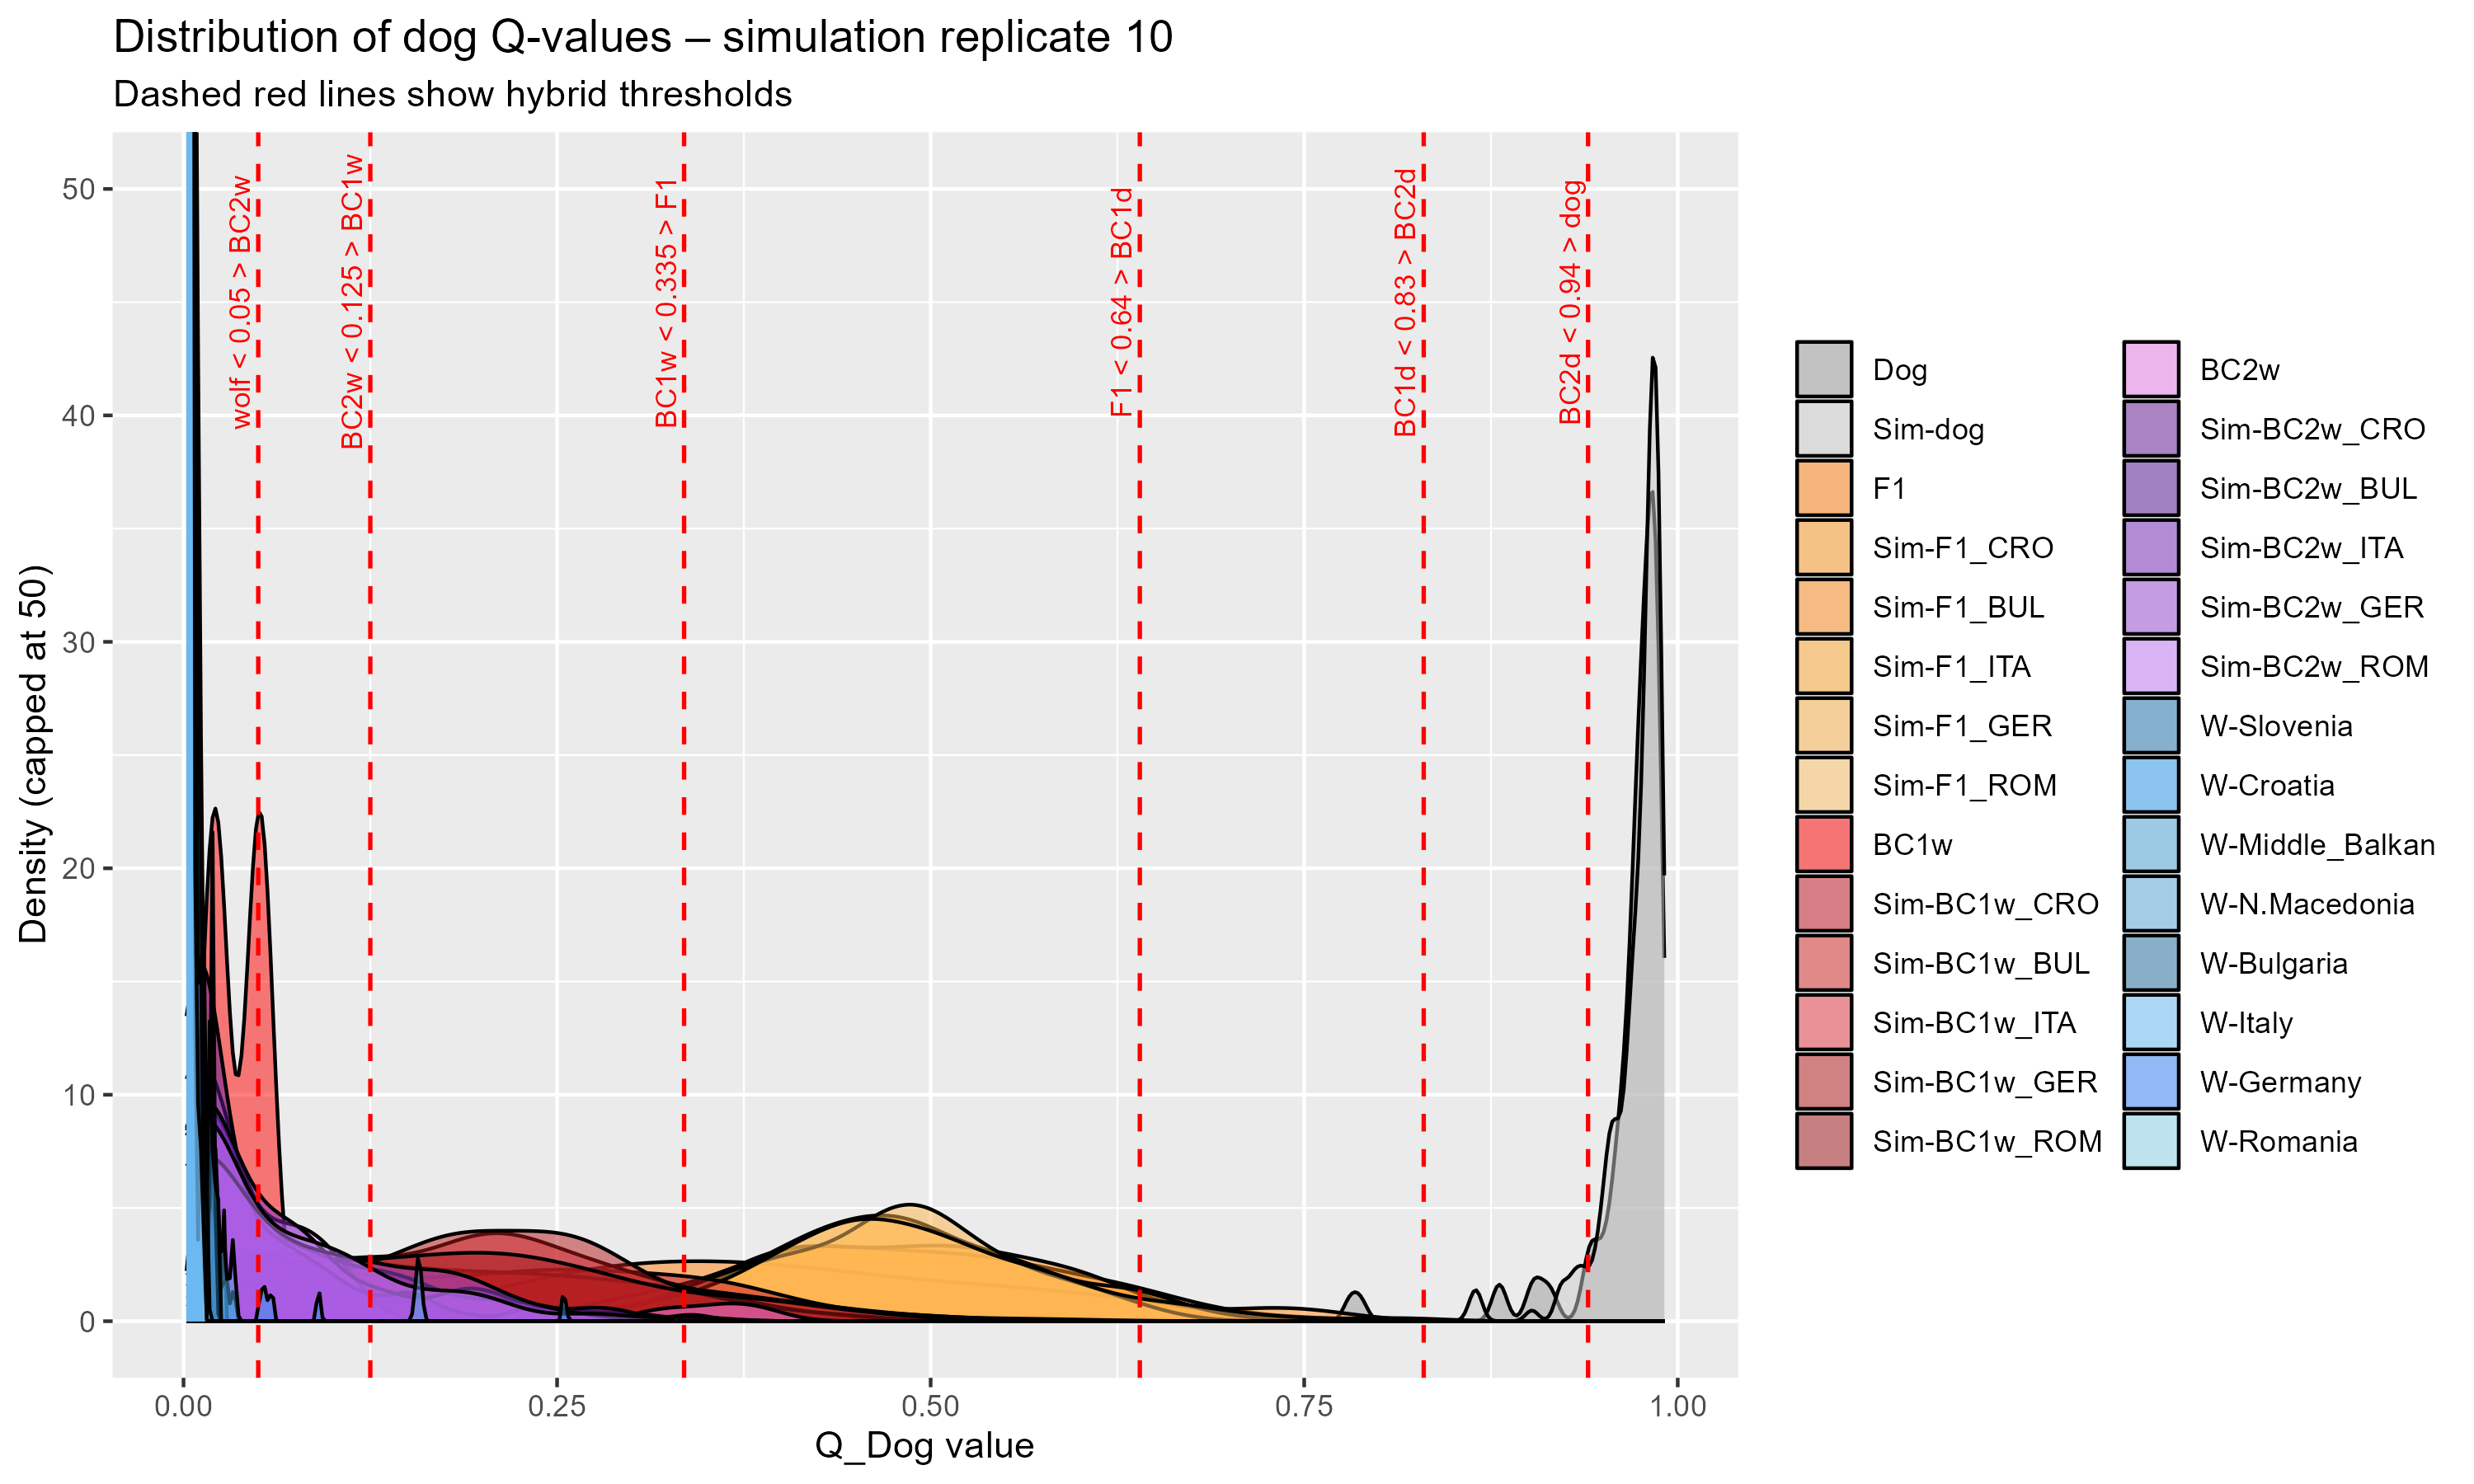 Distribution of dog Q-values – simulation replicate 10
Dashed red lines show hybrid thresholds
Density (capped at 50)
50
40
30
20
10
0
wolf < 0.05 > BC2w
BC2w < 0.125 > BC1w
BC1w < 0.335 > F1
F1 < 0.64 > BC1d
BC1d < 0.83 > BC2d
BC2d < 0.94 > dog
0.00
0.25
0.50
0.75
1.00
Q_Dog value
Dog
Sim-dog
F1
Sim-F1_CRO
Sim-F1_BUL
Sim-F1_ITA
Sim-F1_GER
Sim-F1_ROM
BC1w
Sim-BC1w_CRO
Sim-BC1w_BUL
Sim-BC1w_ITA
Sim-BC1w_GER
Sim-BC1w_ROM
BC2w
Sim-BC2w_CRO
Sim-BC2w_BUL
Sim-BC2w_ITA
Sim-BC2w_GER
Sim-BC2w_ROM
W-Slovenia
W-Croatia
W-Middle_Balkan
W-N.Macedonia
W-Bulgaria
W-Italy
W-Germany
W-Romania